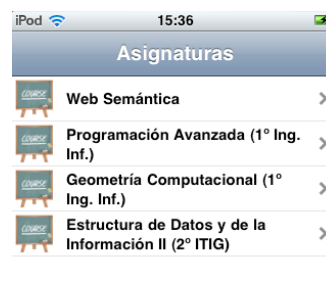 iPod 15:36
Asignaturas
COURSE
Web Semántica
COURSE
Programación Avanzada (1º Ing.
Inf.)
COURSE
Geometría Computacional (1º
Ing. Inf.)
COURSE
Estructura de Datos y de la
Información II (2º ITIG)